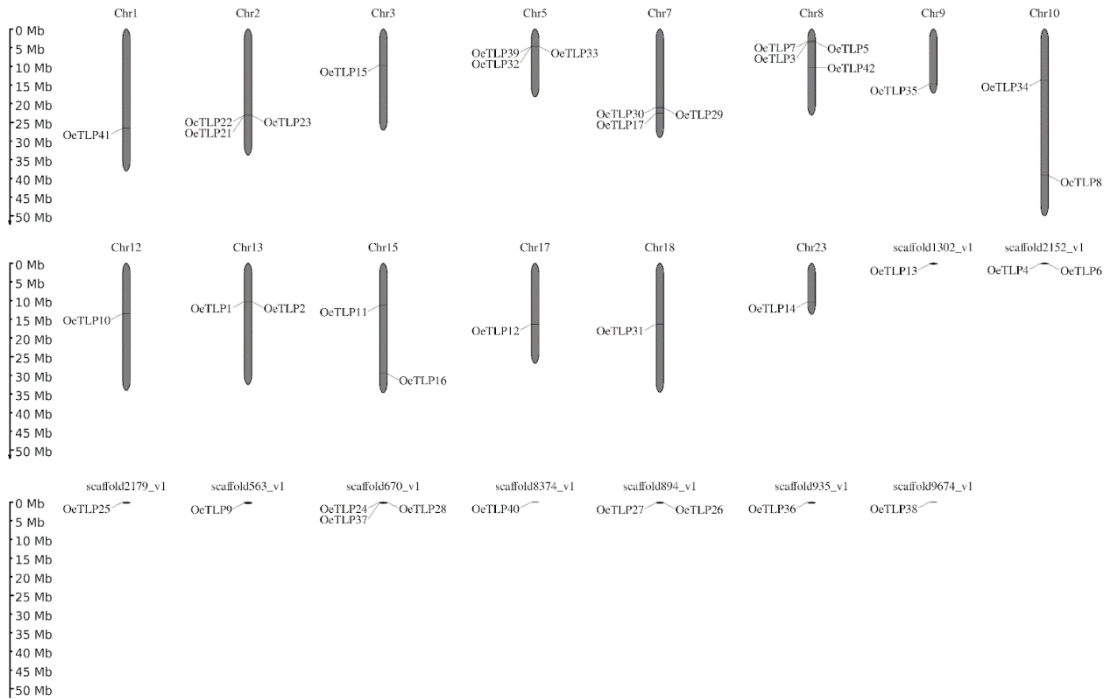 Chr1 Chr2 Chr3 Chr5 Chr7 Chr8 Chr9 Chr10
0 Mb
5 Mb
OeTLP39 OeTLP33 OeTLP7 OeTLP5
10 Mb
OeTLP15 OeTLP32 OeTLP3 OeTLP42
15 Mb
OeTLP35 OeTLP34
20 Mb
25 Mb
OeTLP22 OeTLP23 OeTLP30 OeTLP29
OeTLP41 OeTLP21 OeTLP17
30 Mb
35 Mb
40 Mb
OeTLP8
45 Mb
50 Mb
Chr12 Chr13 Chr15 Chr17 Chr18 Chr23 scaffold1302_v1 scaffold2152_v1
0 Mb
OeTLP13 OeTLP4 OeTLP6
5 Mb
10 Mb
OeTLP1 OeTLP2 OeTLP11 OeTLP14
15 Mb
OeTLP10 OeTLP12 OeTLP31
20 Mb
25 Mb
30 Mb
OeTLP16
35 Mb
40 Mb
45 Mb
50 Mb
scaffold2179_v1 scaffold563_v1 scaffold670_v1 scaffold8374_v1 scaffold894_v1 scaffold935_v1 scaffold9674_v1
0 Mb
OeTLP25 OeTLP9 OeTLP24 OeTLP28 OeTLP40 OeTLP27 OeTLP26 OeTLP36 OeTLP38
5 Mb
OeTLP37
10 Mb
15 Mb
20 Mb
25 Mb
30 Mb
35 Mb
40 Mb
45 Mb
50 Mb